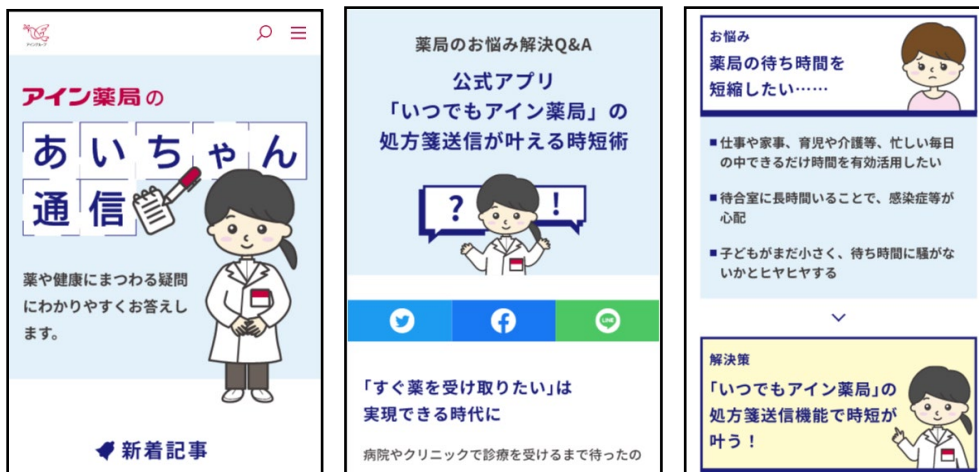 アイン薬局の
あいちゃん
通信
薬や健康にまつわる疑問
にわかりやすくお答えし
ます。
新着記事
薬局のお悩み解決Q&A
公式アプリ
「いつでもアイン薬局」の
処方箋送信が叶える時短術
? !
LINE
「すぐ薬を受け取りたい」は
実現できる時代に
病院やクリニックで診療を受けるまで待ったの
お悩み
薬局の待ち時間を
短縮したい……
■仕事や家事、育児や介護等、忙しい毎日
の中できるだけ時間を有効活用したい
■待合室に長時間いることで、感染症等が
心配
■子どもがまだ小さく、待ち時間に騒がな
いかとヒヤヒヤする
解決策
「いつでもアイン薬局」の
処方箋送信機能で時短が
叶う！